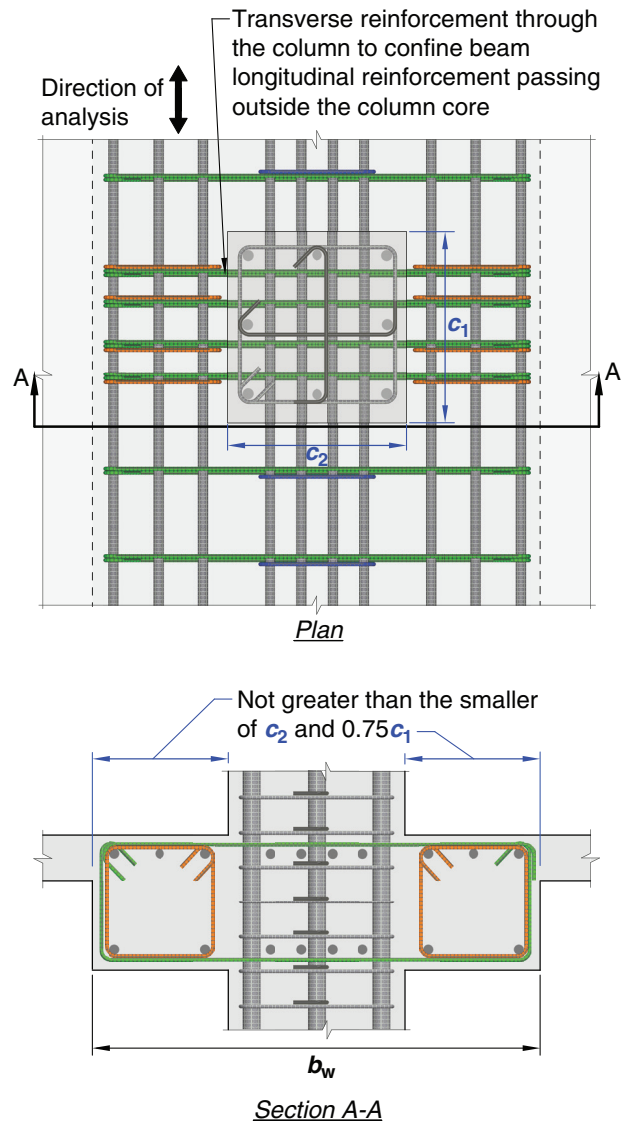 Transverse reinforcement through
the column to confine beam
longitudinal reinforcement passing
outside the column core
Direction of
analysis
c₁
A
A
c₂
Plan
Not greater than the smaller
of c₂ and 0.75c₁
b_w
Section A-A